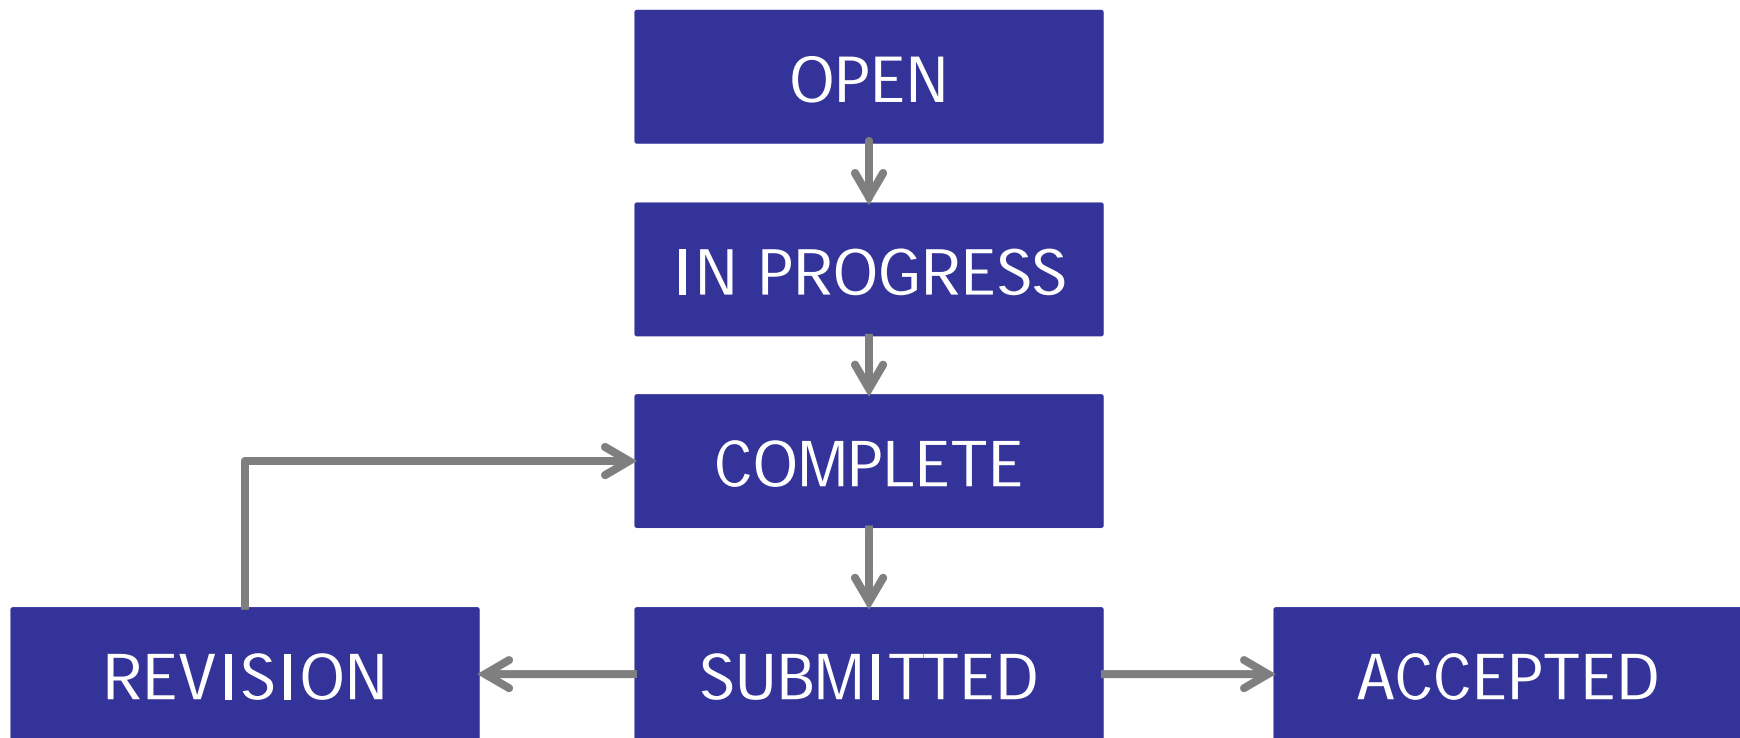 OPEN
IN PROGRESS
COMPLETE
REVISION
SUBMITTED
ACCEPTED